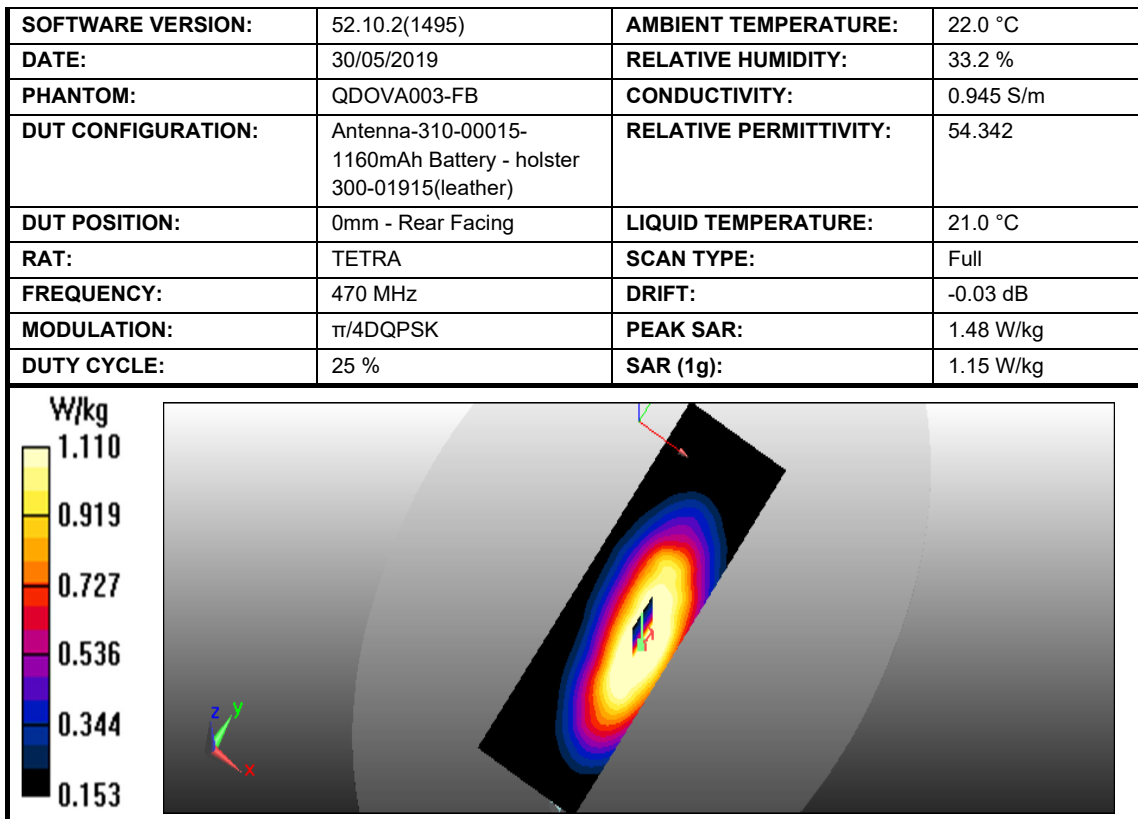 SOFTWARE VERSION: 52.10.2(1495) AMBIENT TEMPERATURE: 22.0 °C
DATE: 30/05/2019 RELATIVE HUMIDITY: 33.2 %
PHANTOM: QDOVA003-FB CONDUCTIVITY: 0.945 S/m
DUT CONFIGURATION: Antenna-310-00015- RELATIVE PERMITTIVITY: 54.342
1160mAh Battery - holster
300-01915(leather)
DUT POSITION: 0mm - Rear Facing LIQUID TEMPERATURE: 21.0 °C
RAT: TETRA SCAN TYPE: Full
FREQUENCY: 470 MHz DRIFT: -0.03 dB
MODULATION: π/4DQPSK PEAK SAR: 1.48 W/kg
DUTY CYCLE: 25 % SAR (1g): 1.15 W/kg
W/kg
1.110
0.919
0.727
0.536
0.344
0.153
z y
x